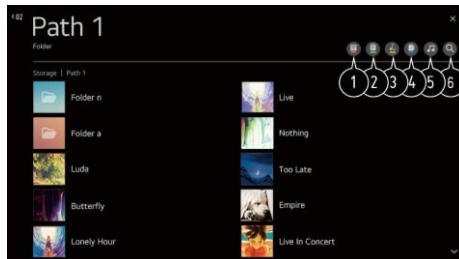 < 02
Path 1
Folder
Storage | Path 1
1 2 3 4 5 6
Folder n
Live
Folder a
Nothing
Luda
Too Late
Butterfly
Empire
Lonely Hour
Live In Concert